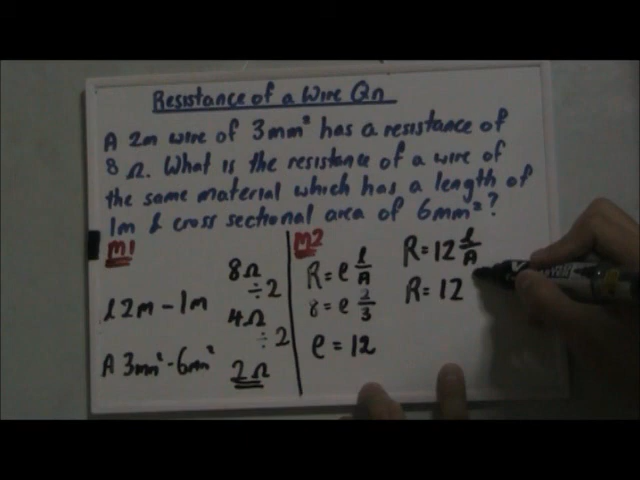 Resistance of a Wire Qn
A 2m wire of 3mm² has a resistance of
8 Ω. What is the resistance of a wire of
the same material which has a length of
1m & cross sectional area of 6mm²?
M1
l 2m - 1m
A 3mm² - 6mm²
8Ω
÷2
4Ω
÷2
2Ω
M2
R = ρ l/A
8 = ρ 2/3
ρ = 12
R = 12 l/A
R = 12